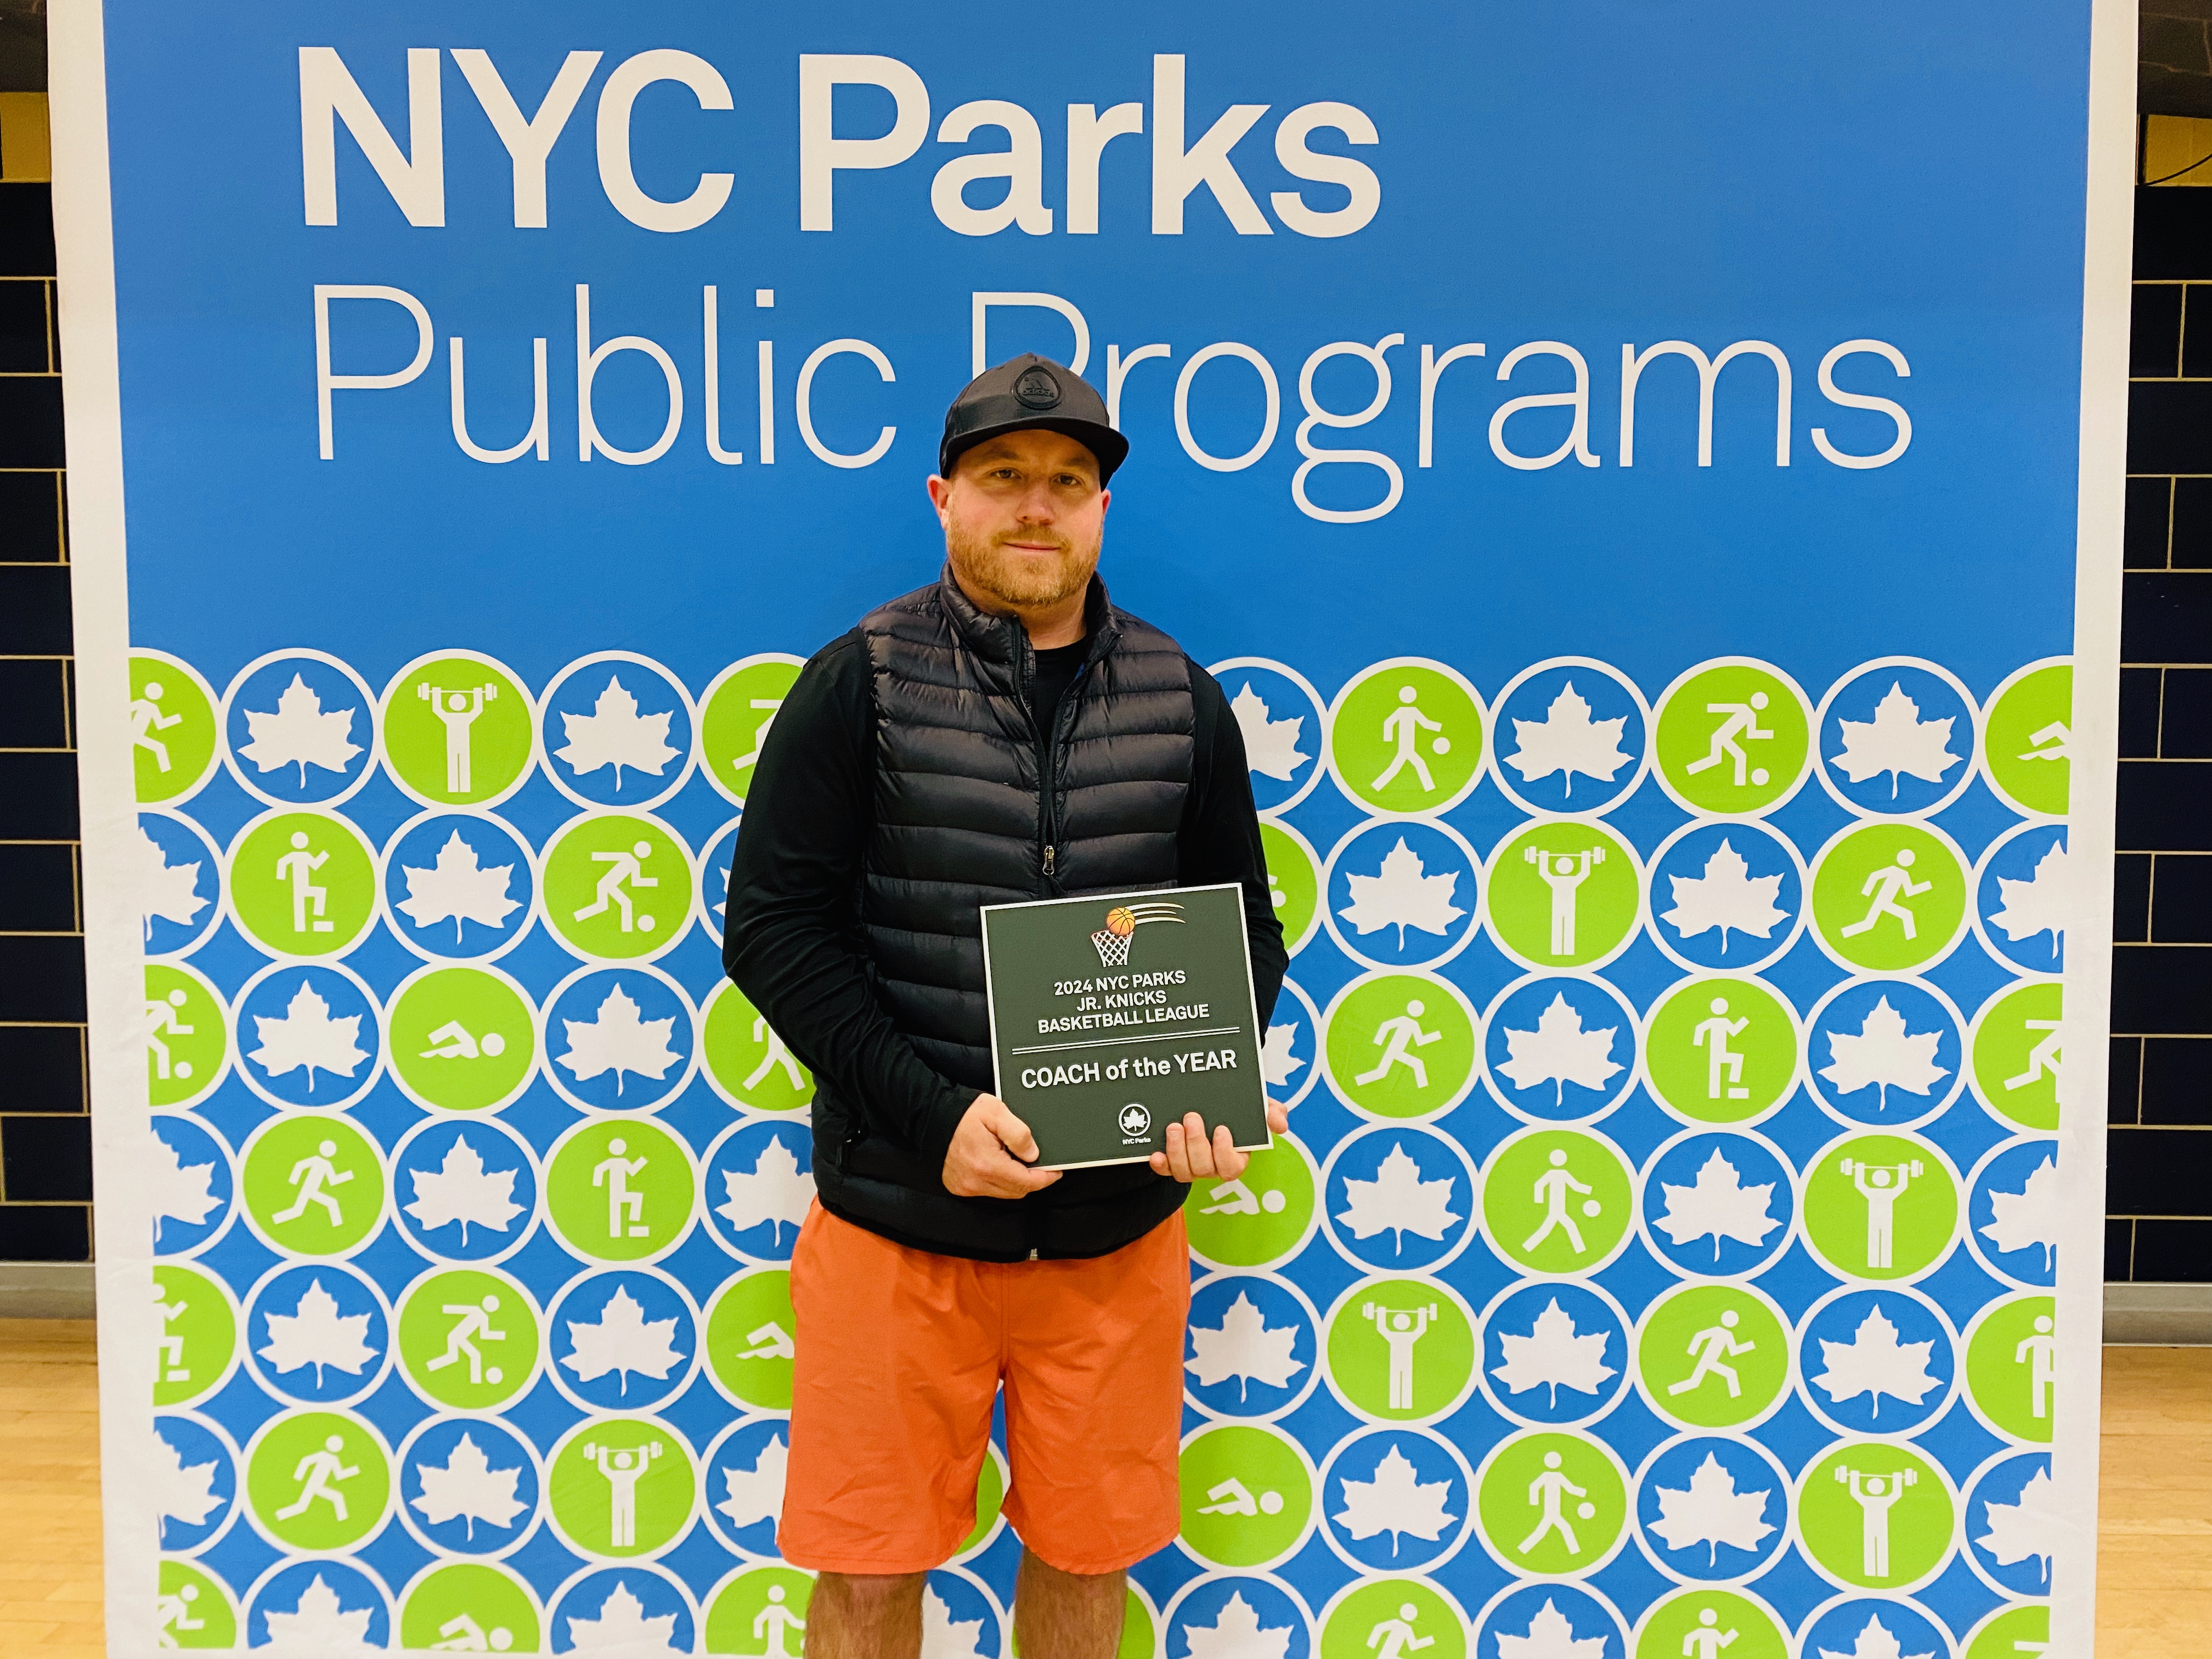 NYC Parks
Public Programs
2024 NYC PARKS
JR. KNICKS
BASKETBALL LEAGUE
COACH of the YEAR
NYC Parks